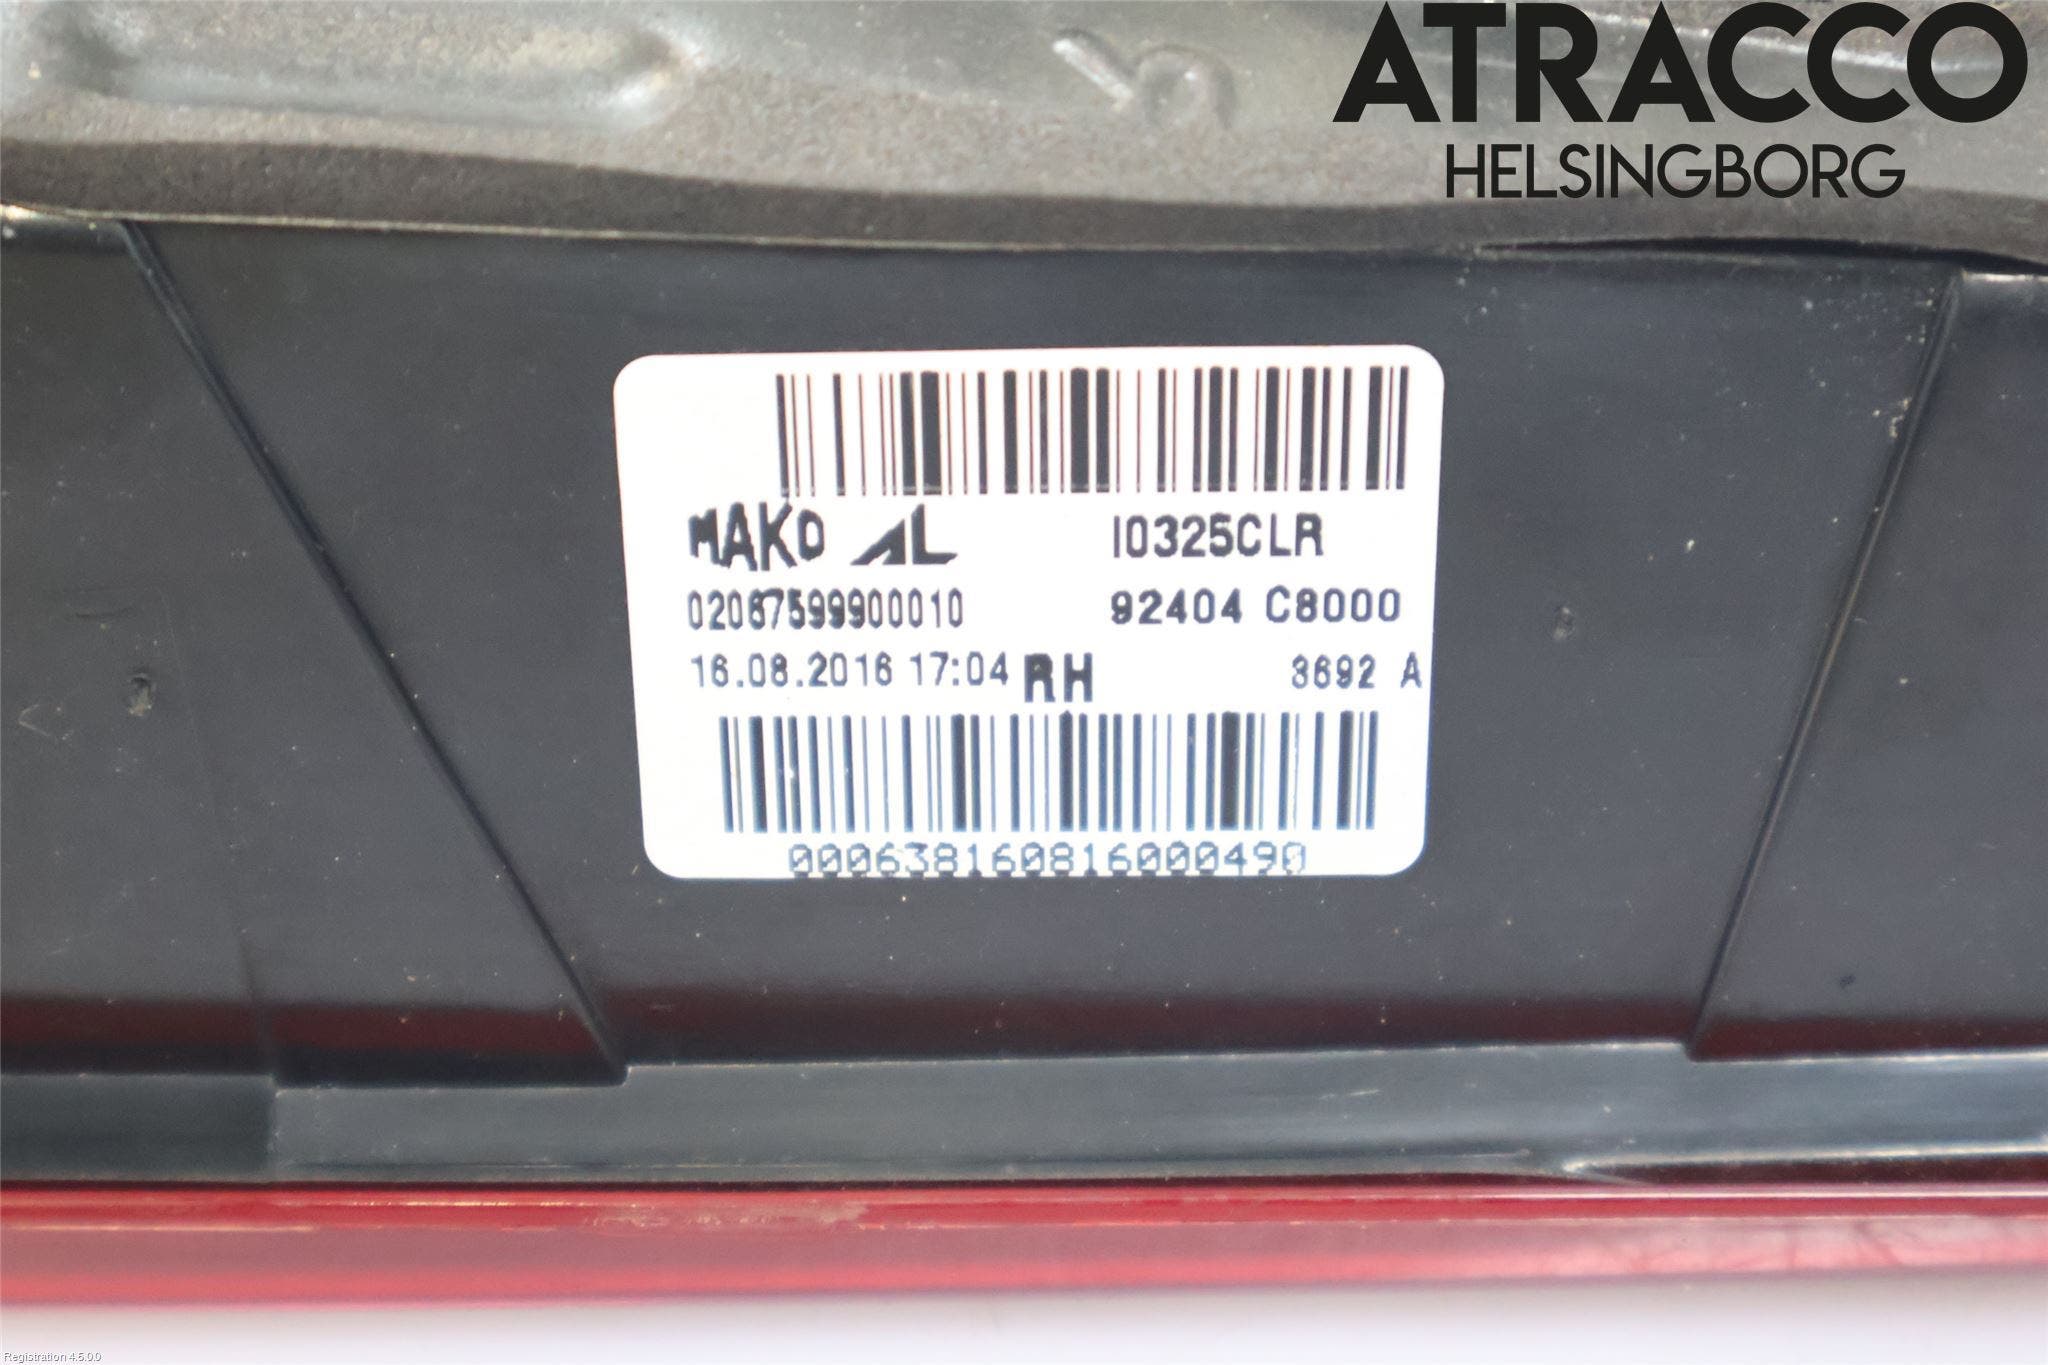 ATRACCO
HELSINGBORG
MAKO AL I0325CLR
02067599900010 92404 C8000
16.08.2016 17:04 RH 3692 A
000638160816000490
Registration 4.5.0.0